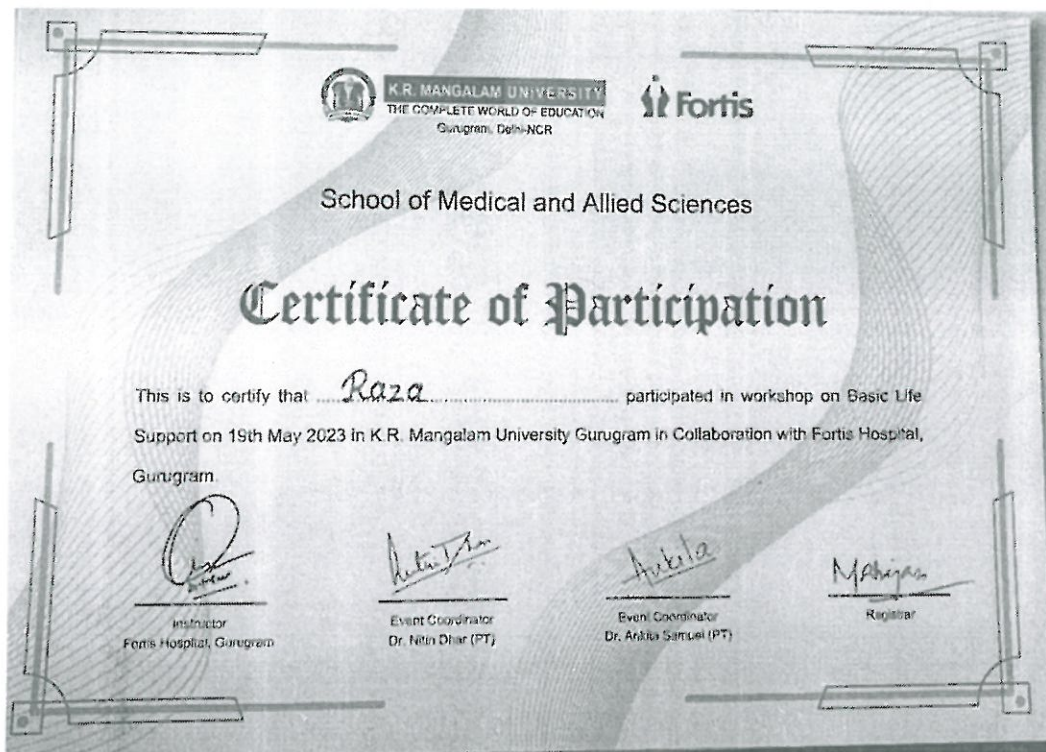 K.R. MANGALAM UNIVERSITY
THE COMPLETE WORLD OF EDUCATION
Gurugram, Delhi-NCR
Fortis
School of Medical and Allied Sciences
Certificate of Participation
This is to certify that ....Raza.................................... participated in workshop on Basic Life
Support on 19th May 2023 in K.R. Mangalam University Gurugram in Collaboration with Fortis Hospital,
Gurugram.
Ankita
Instructor
Fortis Hospital, Gurugram
Event Coordinator
Dr. Nitin Dhar (PT)
Event Coordinator
Dr. Ankita Samuel (PT)
Registrar